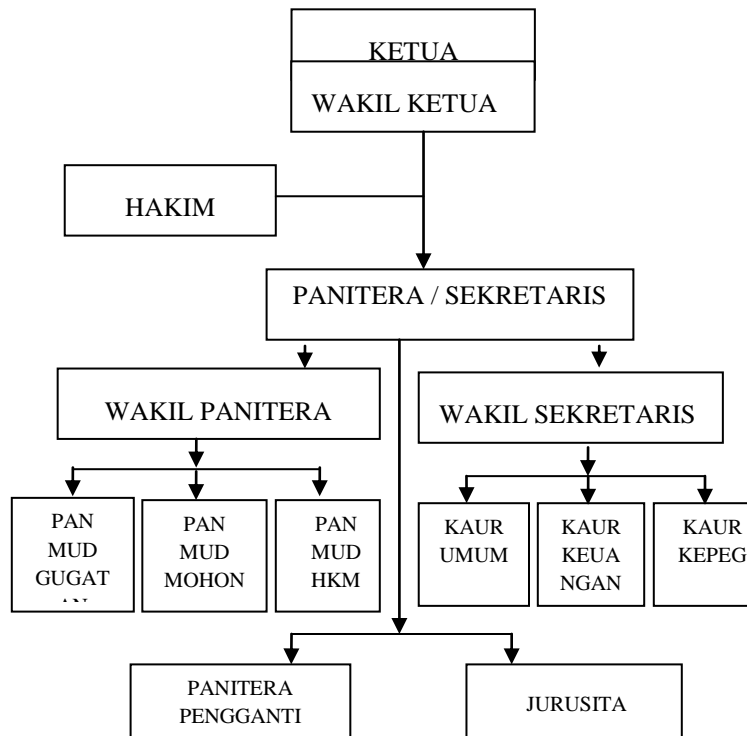 KETUA
WAKIL KETUA
HAKIM
PANITERA / SEKRETARIS
WAKIL PANITERA
WAKIL SEKRETARIS
PAN
MUD
GUGAT
AN
PAN
MUD
MOHON
PAN
MUD
HKM
KAUR
UMUM
KAUR
KEUA
NGAN
KAUR
KEPEG
PANITERA
PENGGANTI
JURUSITA